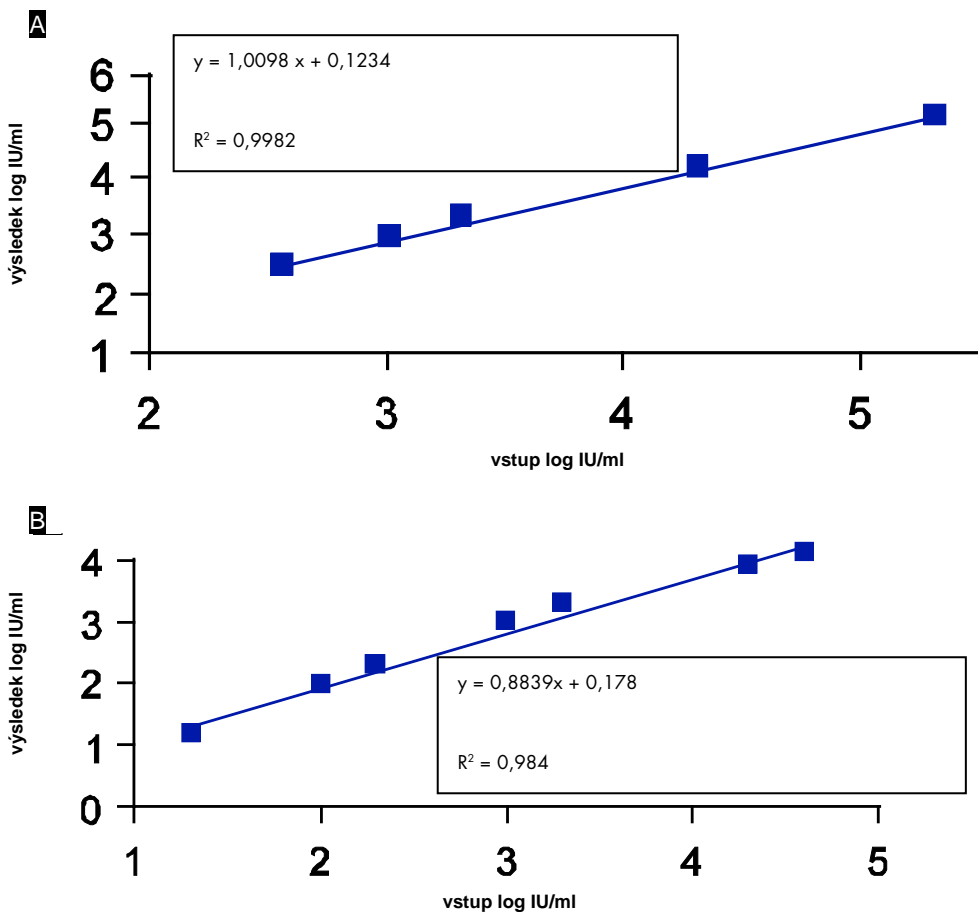 A
y = 1,0098 x + 0,1234
R² = 0,9982
výsledek log IU/ml
6
5
4
3
2
1
2 3 4 5
vstup log IU/ml
B
výsledek log IU/ml
4
3
2
1
0
y = 0,8839x + 0,178
R² = 0,984
1 2 3 4 5
vstup log IU/ml